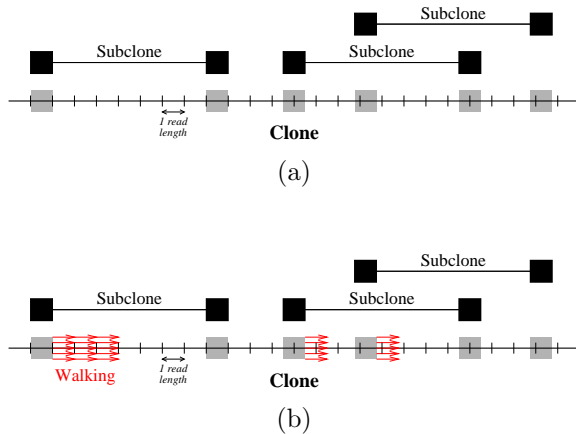 Subclone
Subclone Subclone
1 read
length
Clone
(a)
Subclone
Subclone Subclone
Walking
1 read
length
Clone
(b)